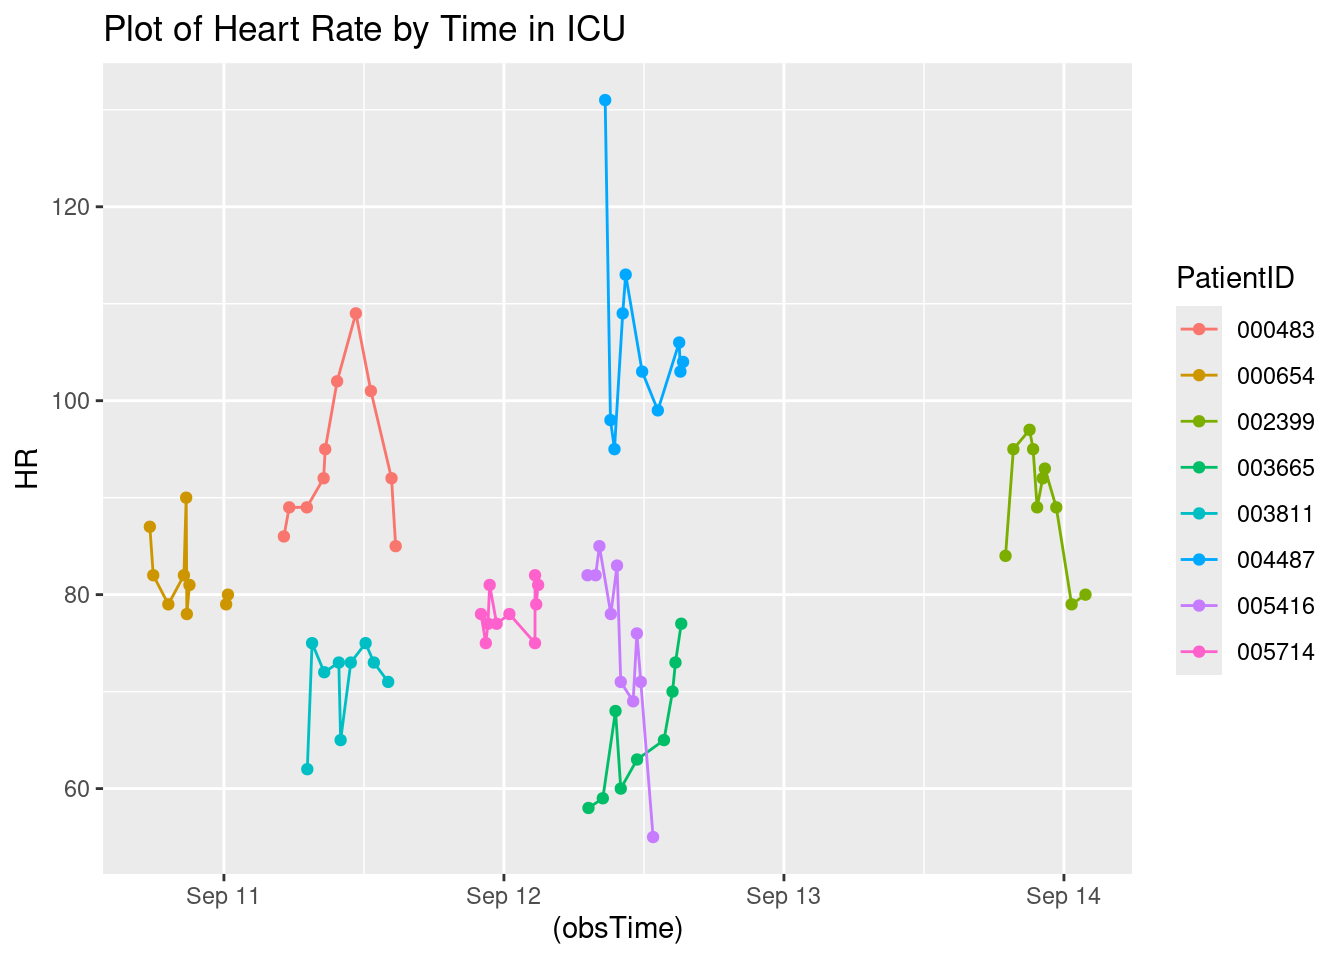 Plot of Heart Rate by Time in ICU
120
100
80
60
HR
Sep 11
Sep 12
Sep 13
Sep 14
(obsTime)
PatientID
000483
000654
002399
003665
003811
004487
005416
005714